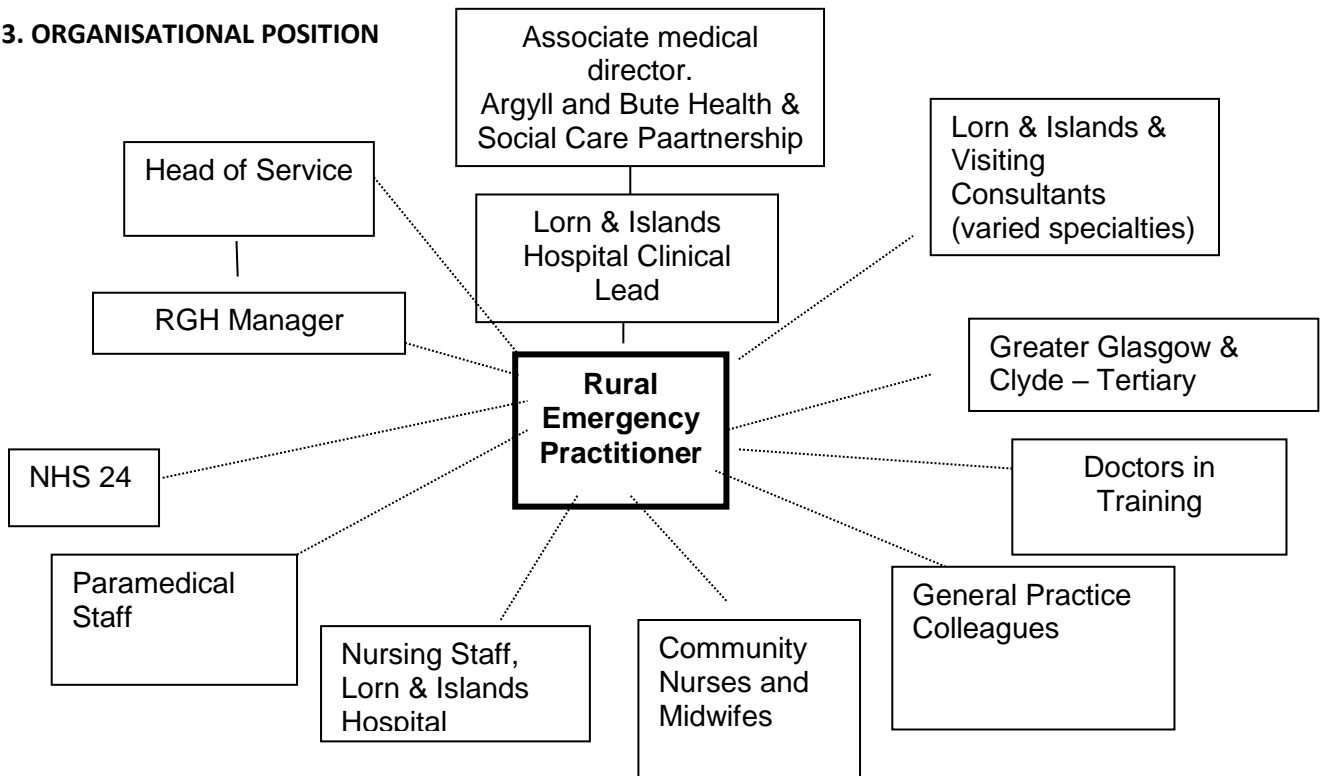 3. ORGANISATIONAL POSITION
Associate medical
director.
Argyll and Bute Health &
Social Care Paartnership
Lorn & Islands &
Visiting
Consultants
(varied specialties)
Head of Service
Lorn & Islands
Hospital Clinical
Lead
RGH Manager
Greater Glasgow &
Clyde – Tertiary
Rural
Emergency
Practitioner
NHS 24
Doctors in
Training
Paramedical
Staff
General Practice
Colleagues
Nursing Staff,
Lorn & Islands
Hospital
Community
Nurses and
Midwifes